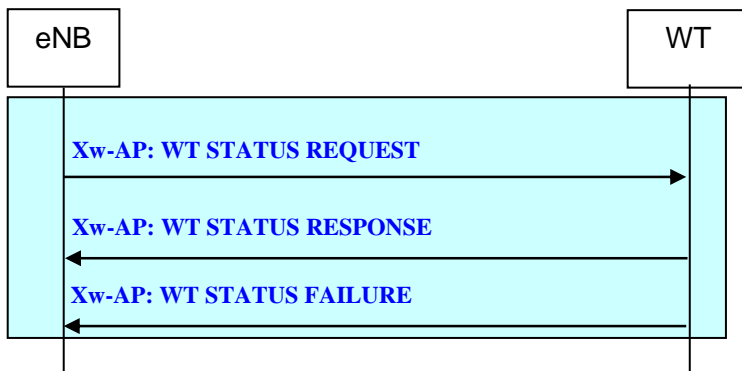 eNB
WT
Xw-AP: WT STATUS REQUEST
Xw-AP: WT STATUS RESPONSE
Xw-AP: WT STATUS FAILURE